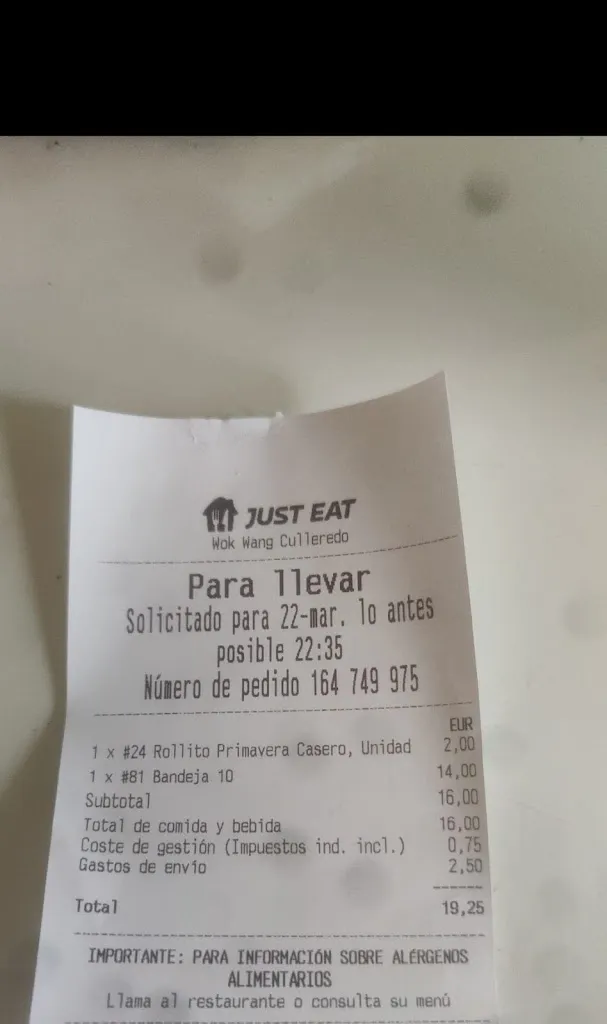 JUST EAT
Wok Wang Culleredo
Para llevar
Solicitado para 22-mar. lo antes
posible 22:35
Número de pedido 164 749 975
EUR
1 x #24 Rollito Primavera Casero, Unidad 2,00
1 x #81 Bandeja 10 14,00
Subtotal 16,00
Total de comida y bebida 16,00
Coste de gestión (Impuestos ind. incl.) 0,75
Gastos de envío 2,50
Total 19,25
IMPORTANTE: PARA INFORMACIÓN SOBRE ALÉRGENOS
ALIMENTARIOS
Llama al restaurante o consulta su menú